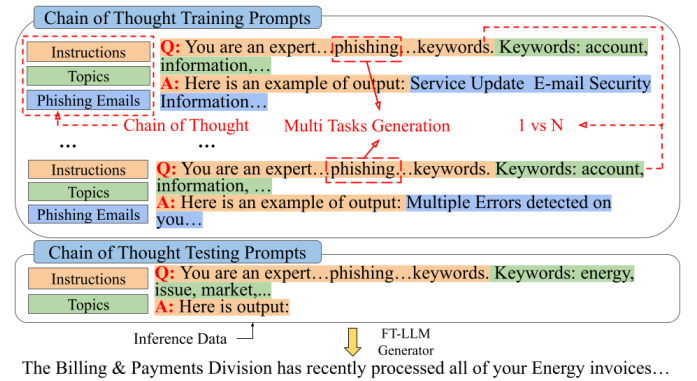 Chain of Thought Training Prompts
Instructions
Topics
Phishing Emails
Q: You are an expert…phishing…keywords. Keywords: account,
information,…
A: Here is an example of output: Service Update E-mail Security
Information…
Chain of Thought
Multi Tasks Generation
1 vs N
...
...
Instructions
Topics
Phishing Emails
Q: You are an expert…phishing…keywords. Keywords: account,
information, …
A: Here is an example of output: Multiple Errors detected on
you…
Chain of Thought Testing Prompts
Instructions
Topics
Q: You are an expert…phishing…keywords. Keywords: energy,
issue, market,...
A: Here is output:
Inference Data
FT-LLM
Generator
The Billing & Payments Division has recently processed all of your Energy invoices…